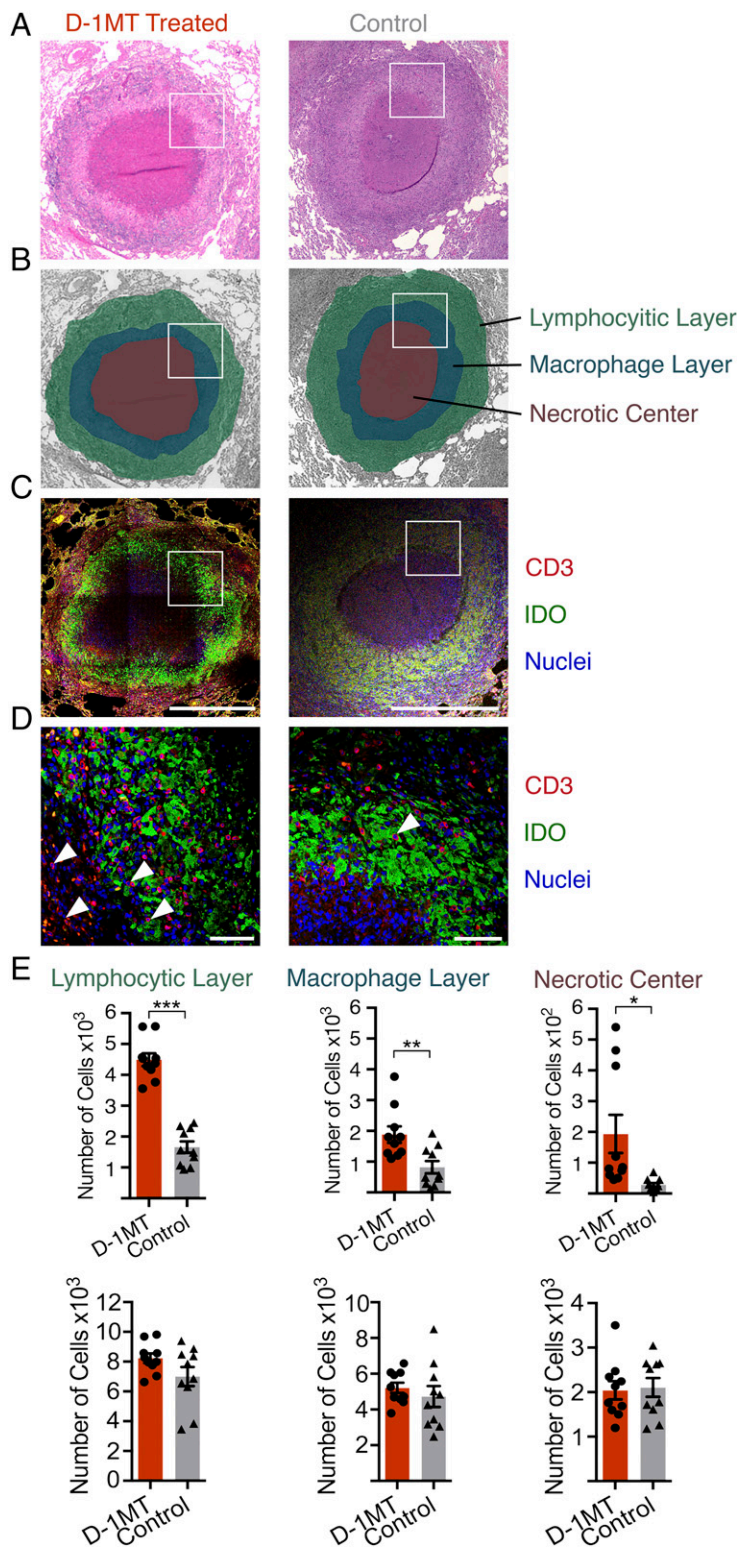 A
D-1MT Treated
Control
B
Lymphocyitic Layer
Macrophage Layer
Necrotic Center
C
CD3
IDO
Nuclei
D
CD3
IDO
Nuclei
E
Lymphocytic Layer
Macrophage Layer
Necrotic Center
Number of Cells x10³
6
5
4
3
2
1
***
D-1MT
Control
Number of Cells x10³
6
5
4
3
2
1
**
D-1MT
Control
Number of Cells x10²
6
5
4
3
2
1
*
D-1MT
Control
Number of Cells x10³
12
10
8
6
4
2
0
D-1MT
Control
Number of Cells x10³
10
8
6
4
2
D-1MT
Control
Number of Cells x10³
4
3
2
1
0
D-1MT
Control